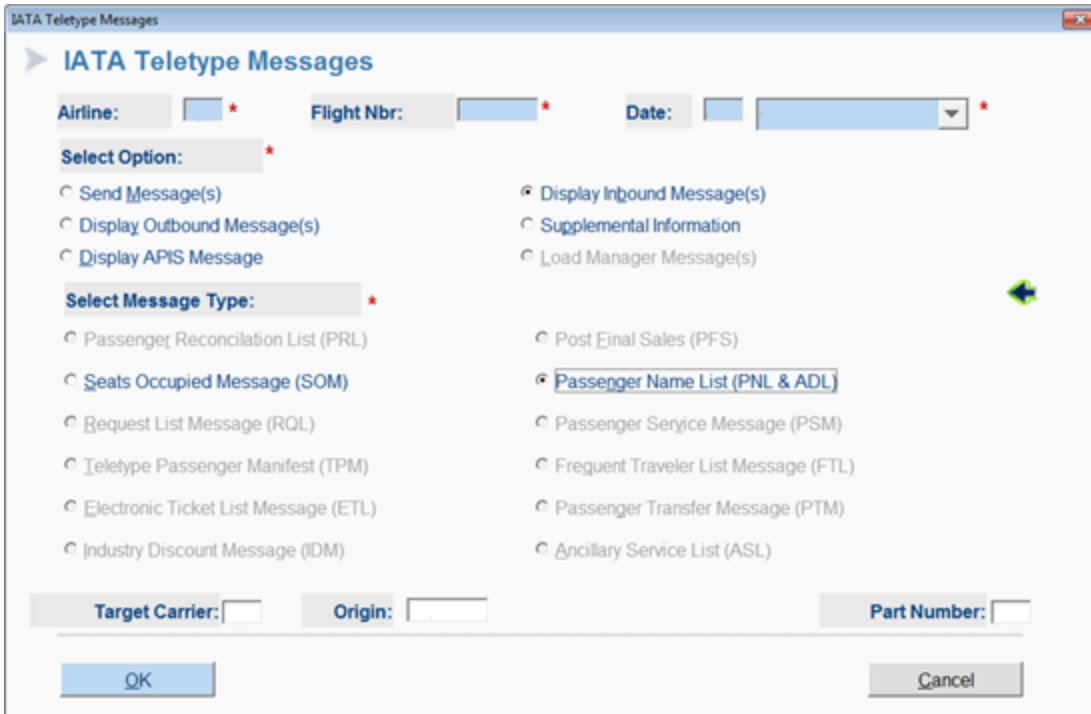 IATA Teletype Messages
IATA Teletype Messages
Airline: * Flight Nbr: * Date: *
Select Option: *
Send Message(s) Display Inbound Message(s)
Display Outbound Message(s) Supplemental Information
Display APIS Message Load Manager Message(s)
Select Message Type: *
Passenger Reconcilation List (PRL) Post Final Sales (PFS)
Seats Occupied Message (SOM) Passenger Name List (PNL & ADL)
Request List Message (RQL) Passenger Service Message (PSM)
Teletype Passenger Manifest (TPM) Frequent Traveler List Message (FTL)
Electronic Ticket List Message (ETL) Passenger Transfer Message (PTM)
Industry Discount Message (IDM) Ancillary Service List (ASL)
Target Carrier: Origin: Part Number:
OK Cancel